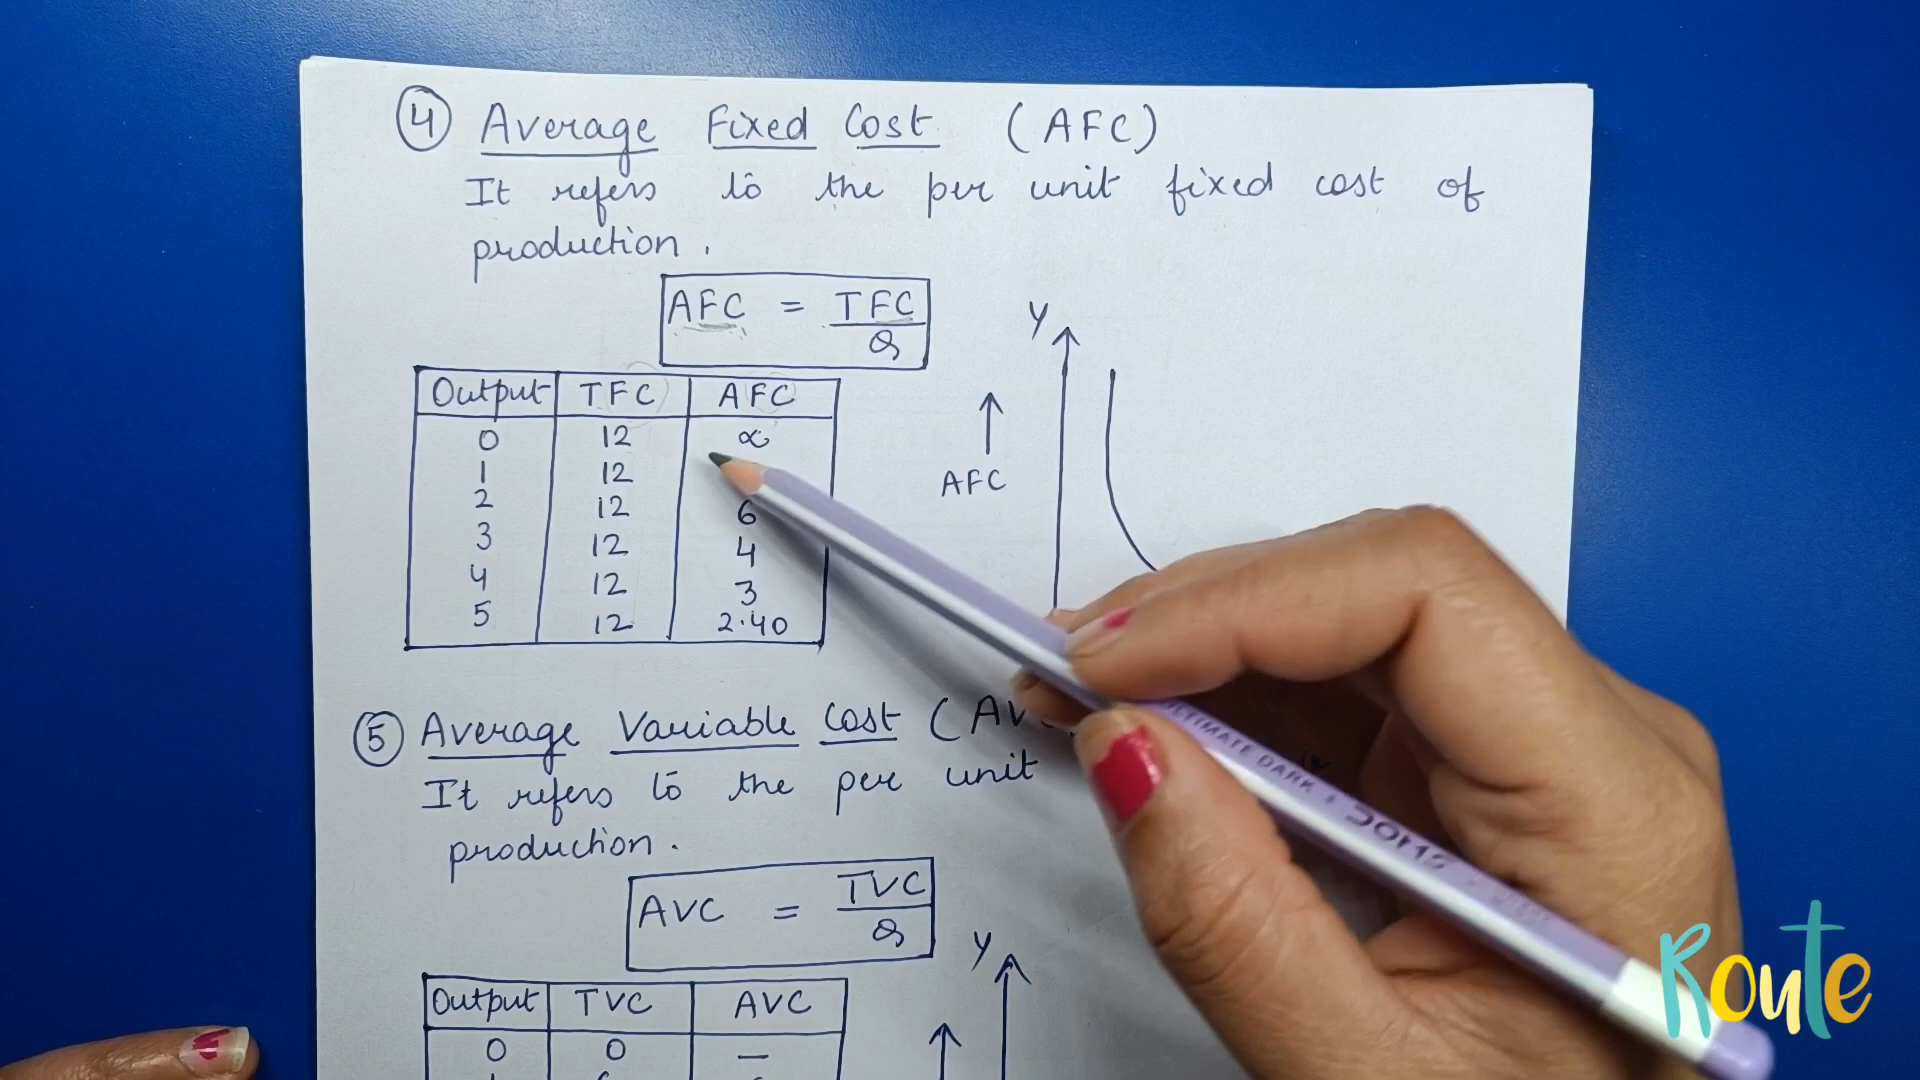 4 Average Fixed Cost (AFC)
It refers to the per unit fixed cost of
production.
AFC = TFC
Q
Output TFC AFC
0 12 ∝
1 12
2 12 6
3 12 4
4 12 3
5 12 2.40
Y
AFC
5 Average Variable Cost (AV
It refers to the per unit
production.
AVC = TVC
Q
Y
Output TVC AVC
0 0 —
ULTIMATE DARK DOMS
Route